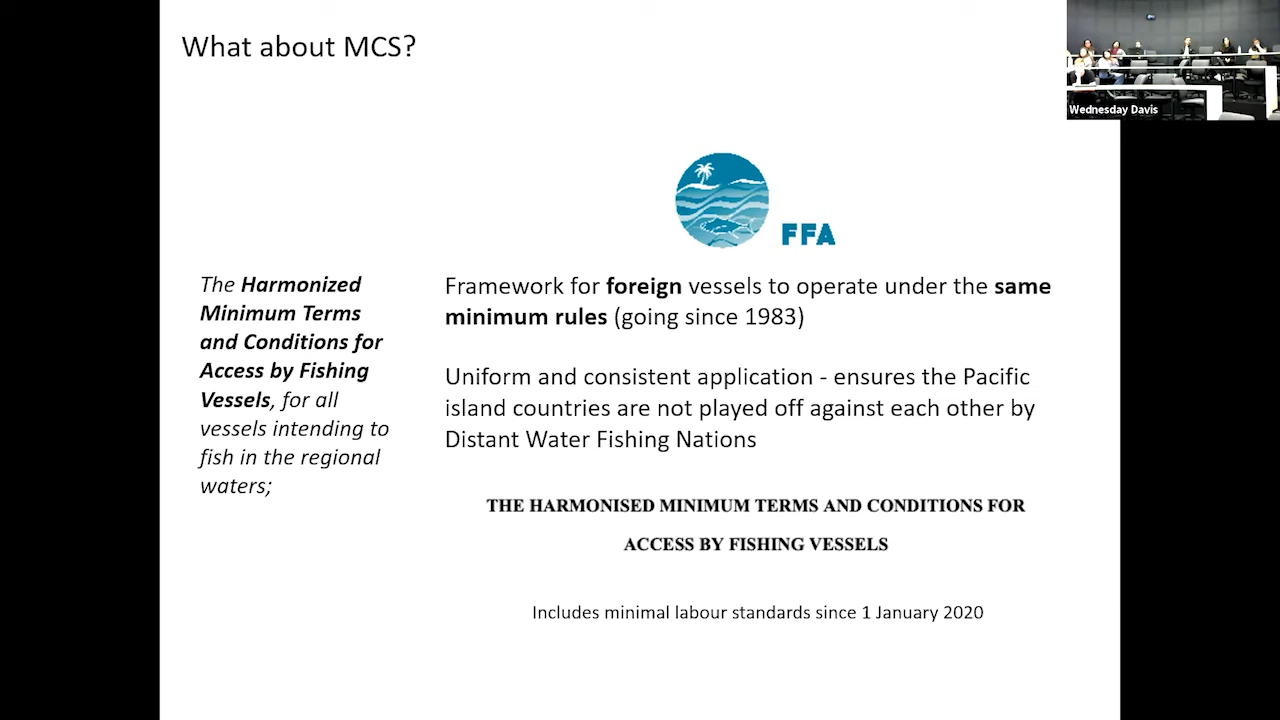 What about MCS?
Wednesday Davis
FFA
The Harmonized
Minimum Terms
and Conditions for
Access by Fishing
Vessels, for all
vessels intending to
fish in the regional
waters;
Framework for foreign vessels to operate under the same
minimum rules (going since 1983)
Uniform and consistent application - ensures the Pacific
island countries are not played off against each other by
Distant Water Fishing Nations
THE HARMONISED MINIMUM TERMS AND CONDITIONS FOR
ACCESS BY FISHING VESSELS
Includes minimal labour standards since 1 January 2020